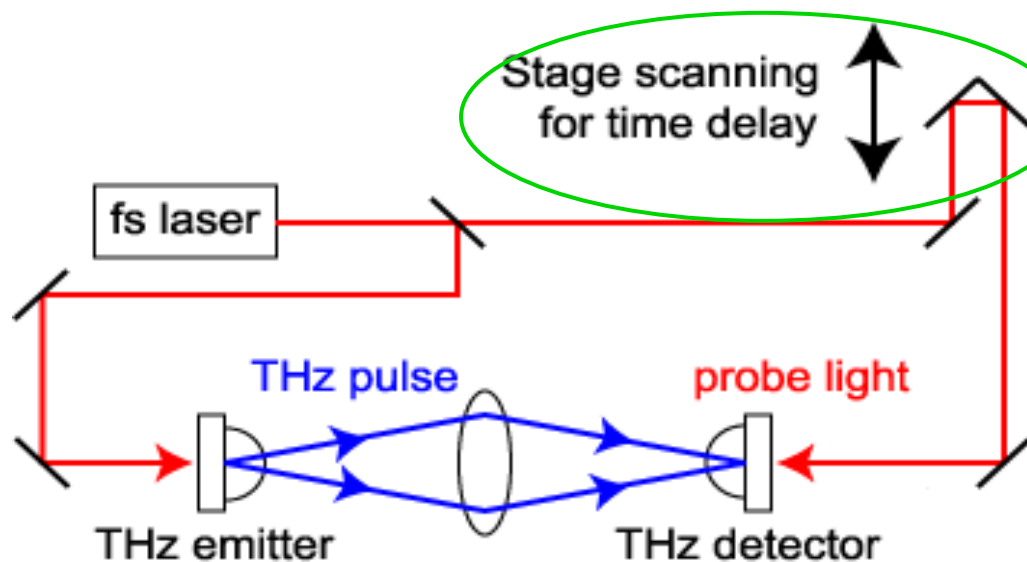 Stage scanning
for time delay
fs laser
THz pulse
probe light
THz emitter
THz detector